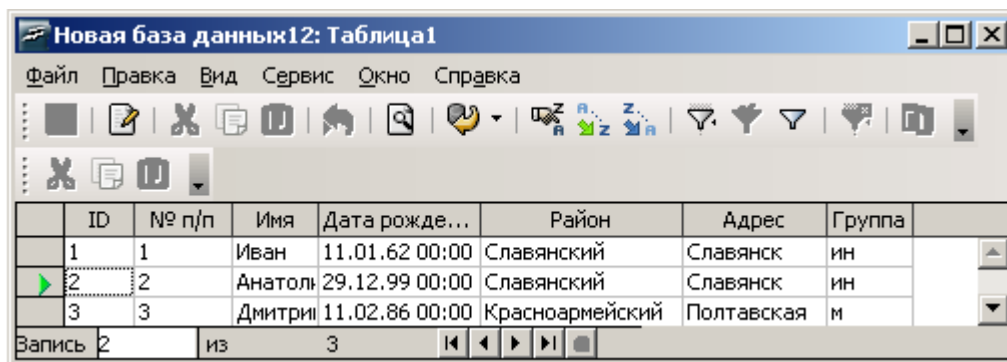 Новая база данных12: Таблица1
Файл Правка Вид Сервис Окно Справка
ID № п/п Имя Дата рожде... Район Адрес Группа
1 1 Иван 11.01.62 00:00 Славянский Славянск ин
2 2 Анатоли 29.12.99 00:00 Славянский Славянск ин
3 3 Дмитрий 11.02.86 00:00 Красноармейский Полтавская м
Запись 2 из 3